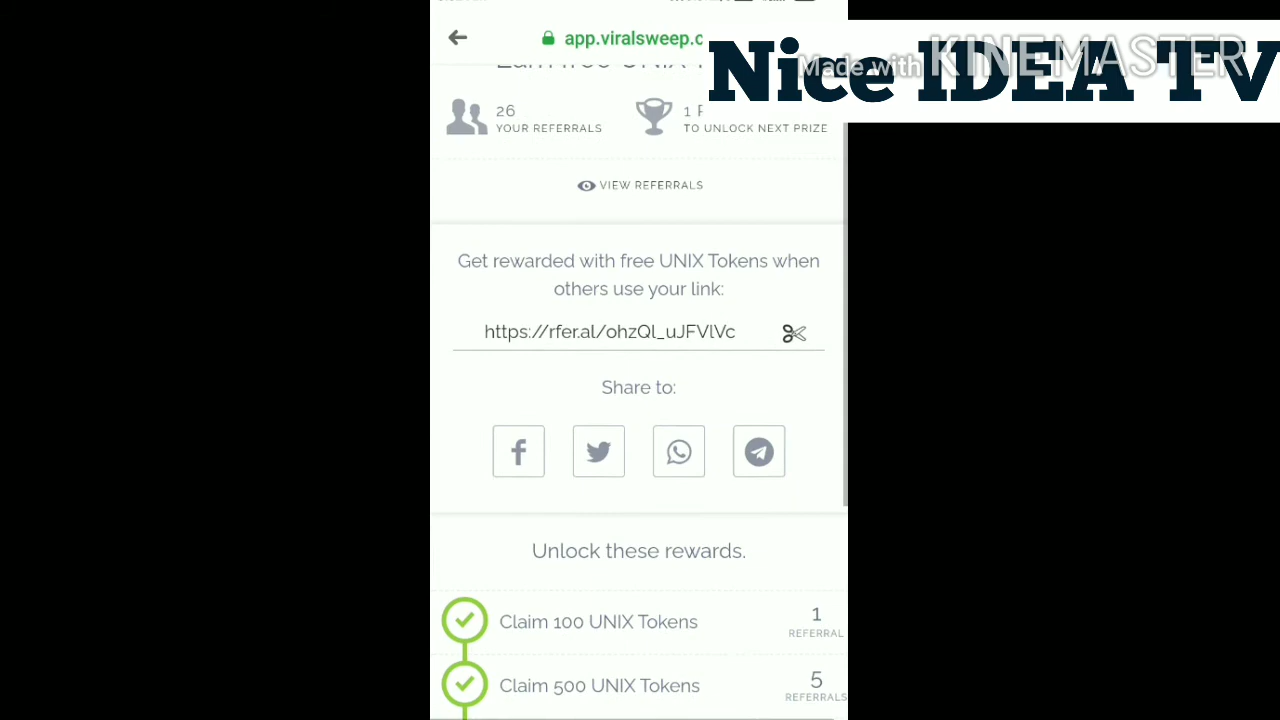 app.viralsweep.c
Nice IDEA TV
Made with KINEMASTER
26
YOUR REFERRALS
1
TO UNLOCK NEXT PRIZE
VIEW REFERRALS
Get rewarded with free UNIX Tokens when
others use your link:
https://rfer.al/ohzQl_uJFVlVc
Share to:
Unlock these rewards.
Claim 100 UNIX Tokens
1
REFERRAL
Claim 500 UNIX Tokens
5
REFERRALS